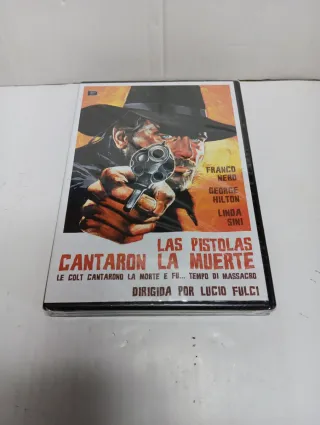 FRANCO
NERO
GEORGE
HILTON
LINDA
SINI
LAS PISTOLAS
CANTARON LA MUERTE
LE COLT CANTARONO LA MORTE E FU... TEMPO DI MASSACRO
DIRIGIDA POR LUCIO FULCI